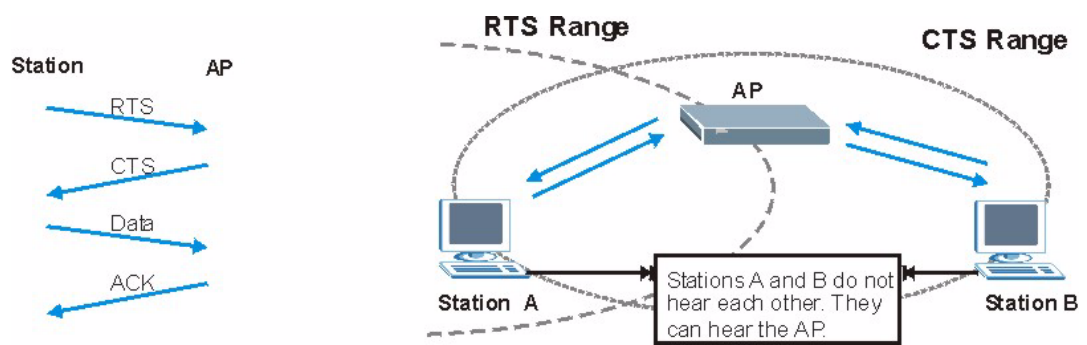 Station AP
RTS
CTS
Data
ACK
RTS Range
CTS Range
AP
Station A
Stations A and B do not
hear each other. They
can hear the AP.
Station B